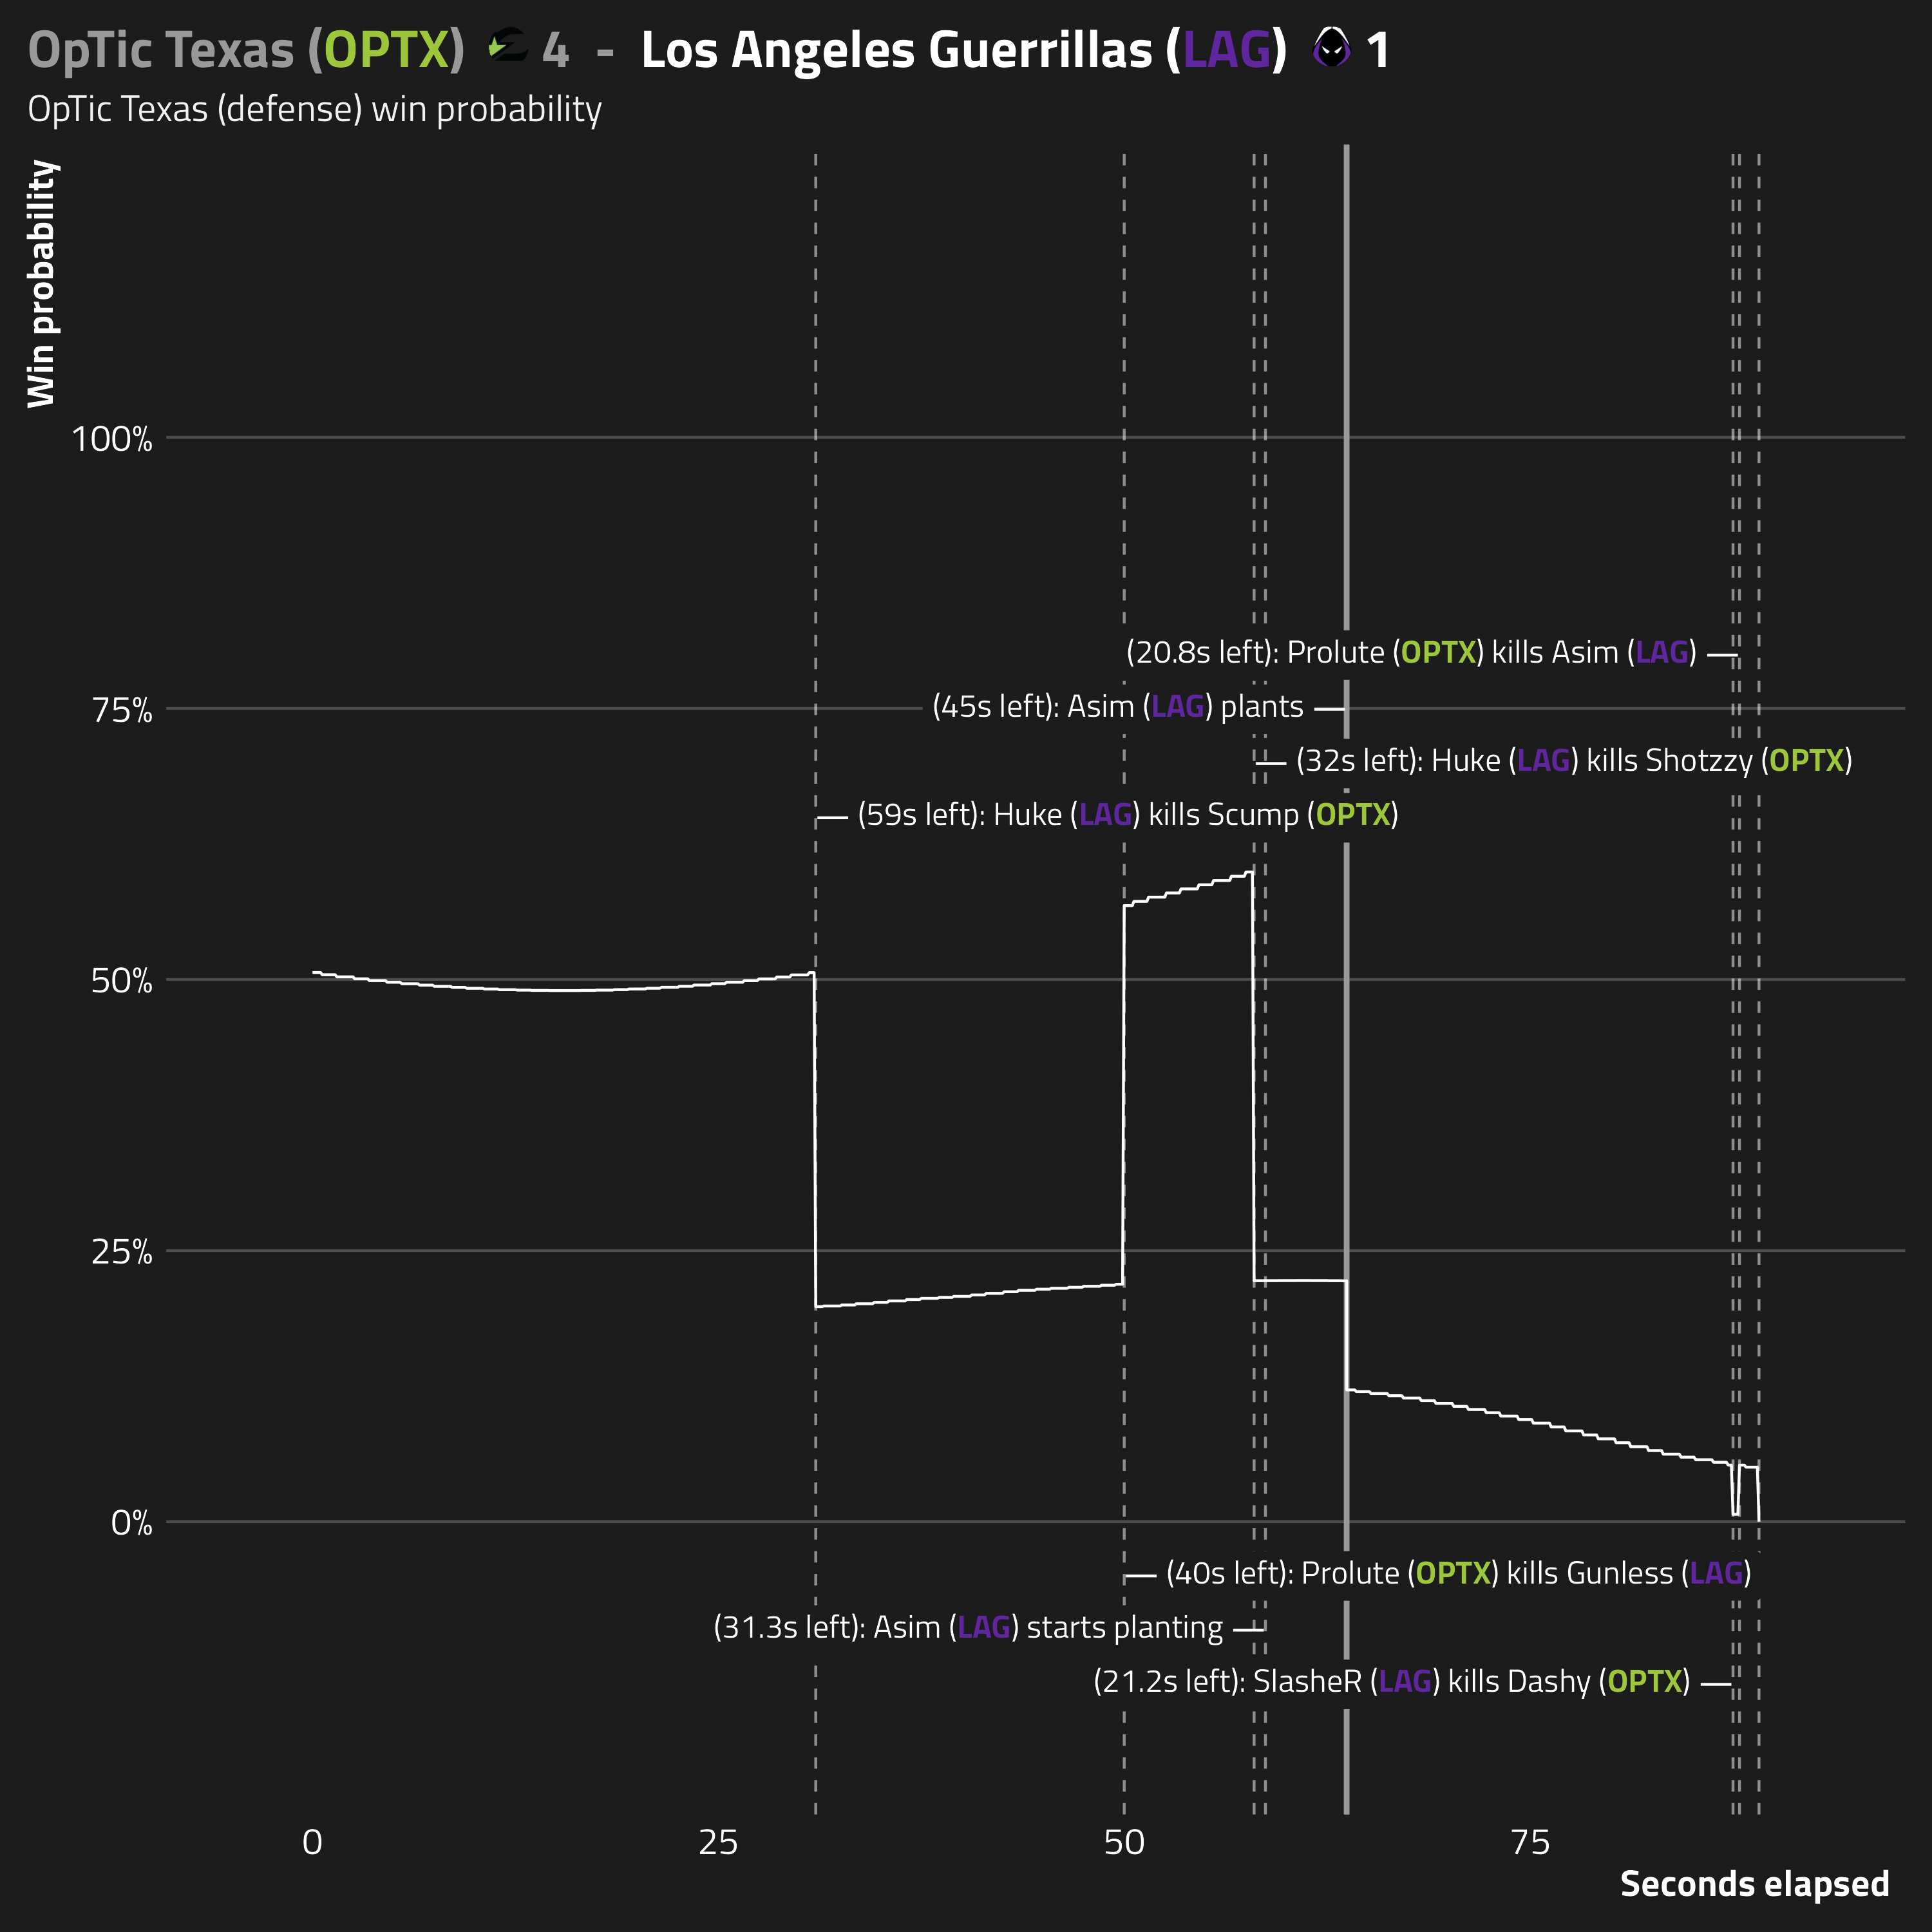 OpTic Texas (OPTX) 4 - Los Angeles Guerrillas (LAG) 1
OpTic Texas (defense) win probability
Win probability
100%
(20.8s left): Prolute (OPTX) kills Asim (LAG)
75%
(45s left): Asim (LAG) plants
(32s left): Huke (LAG) kills Shotzzy (OPTX)
(59s left): Huke (LAG) kills Scump (OPTX)
50%
25%
0%
(40s left): Prolute (OPTX) kills Gunless (LAG)
(31.3s left): Asim (LAG) starts planting
(21.2s left): SlasheR (LAG) kills Dashy (OPTX)
0 25 50 75
Seconds elapsed